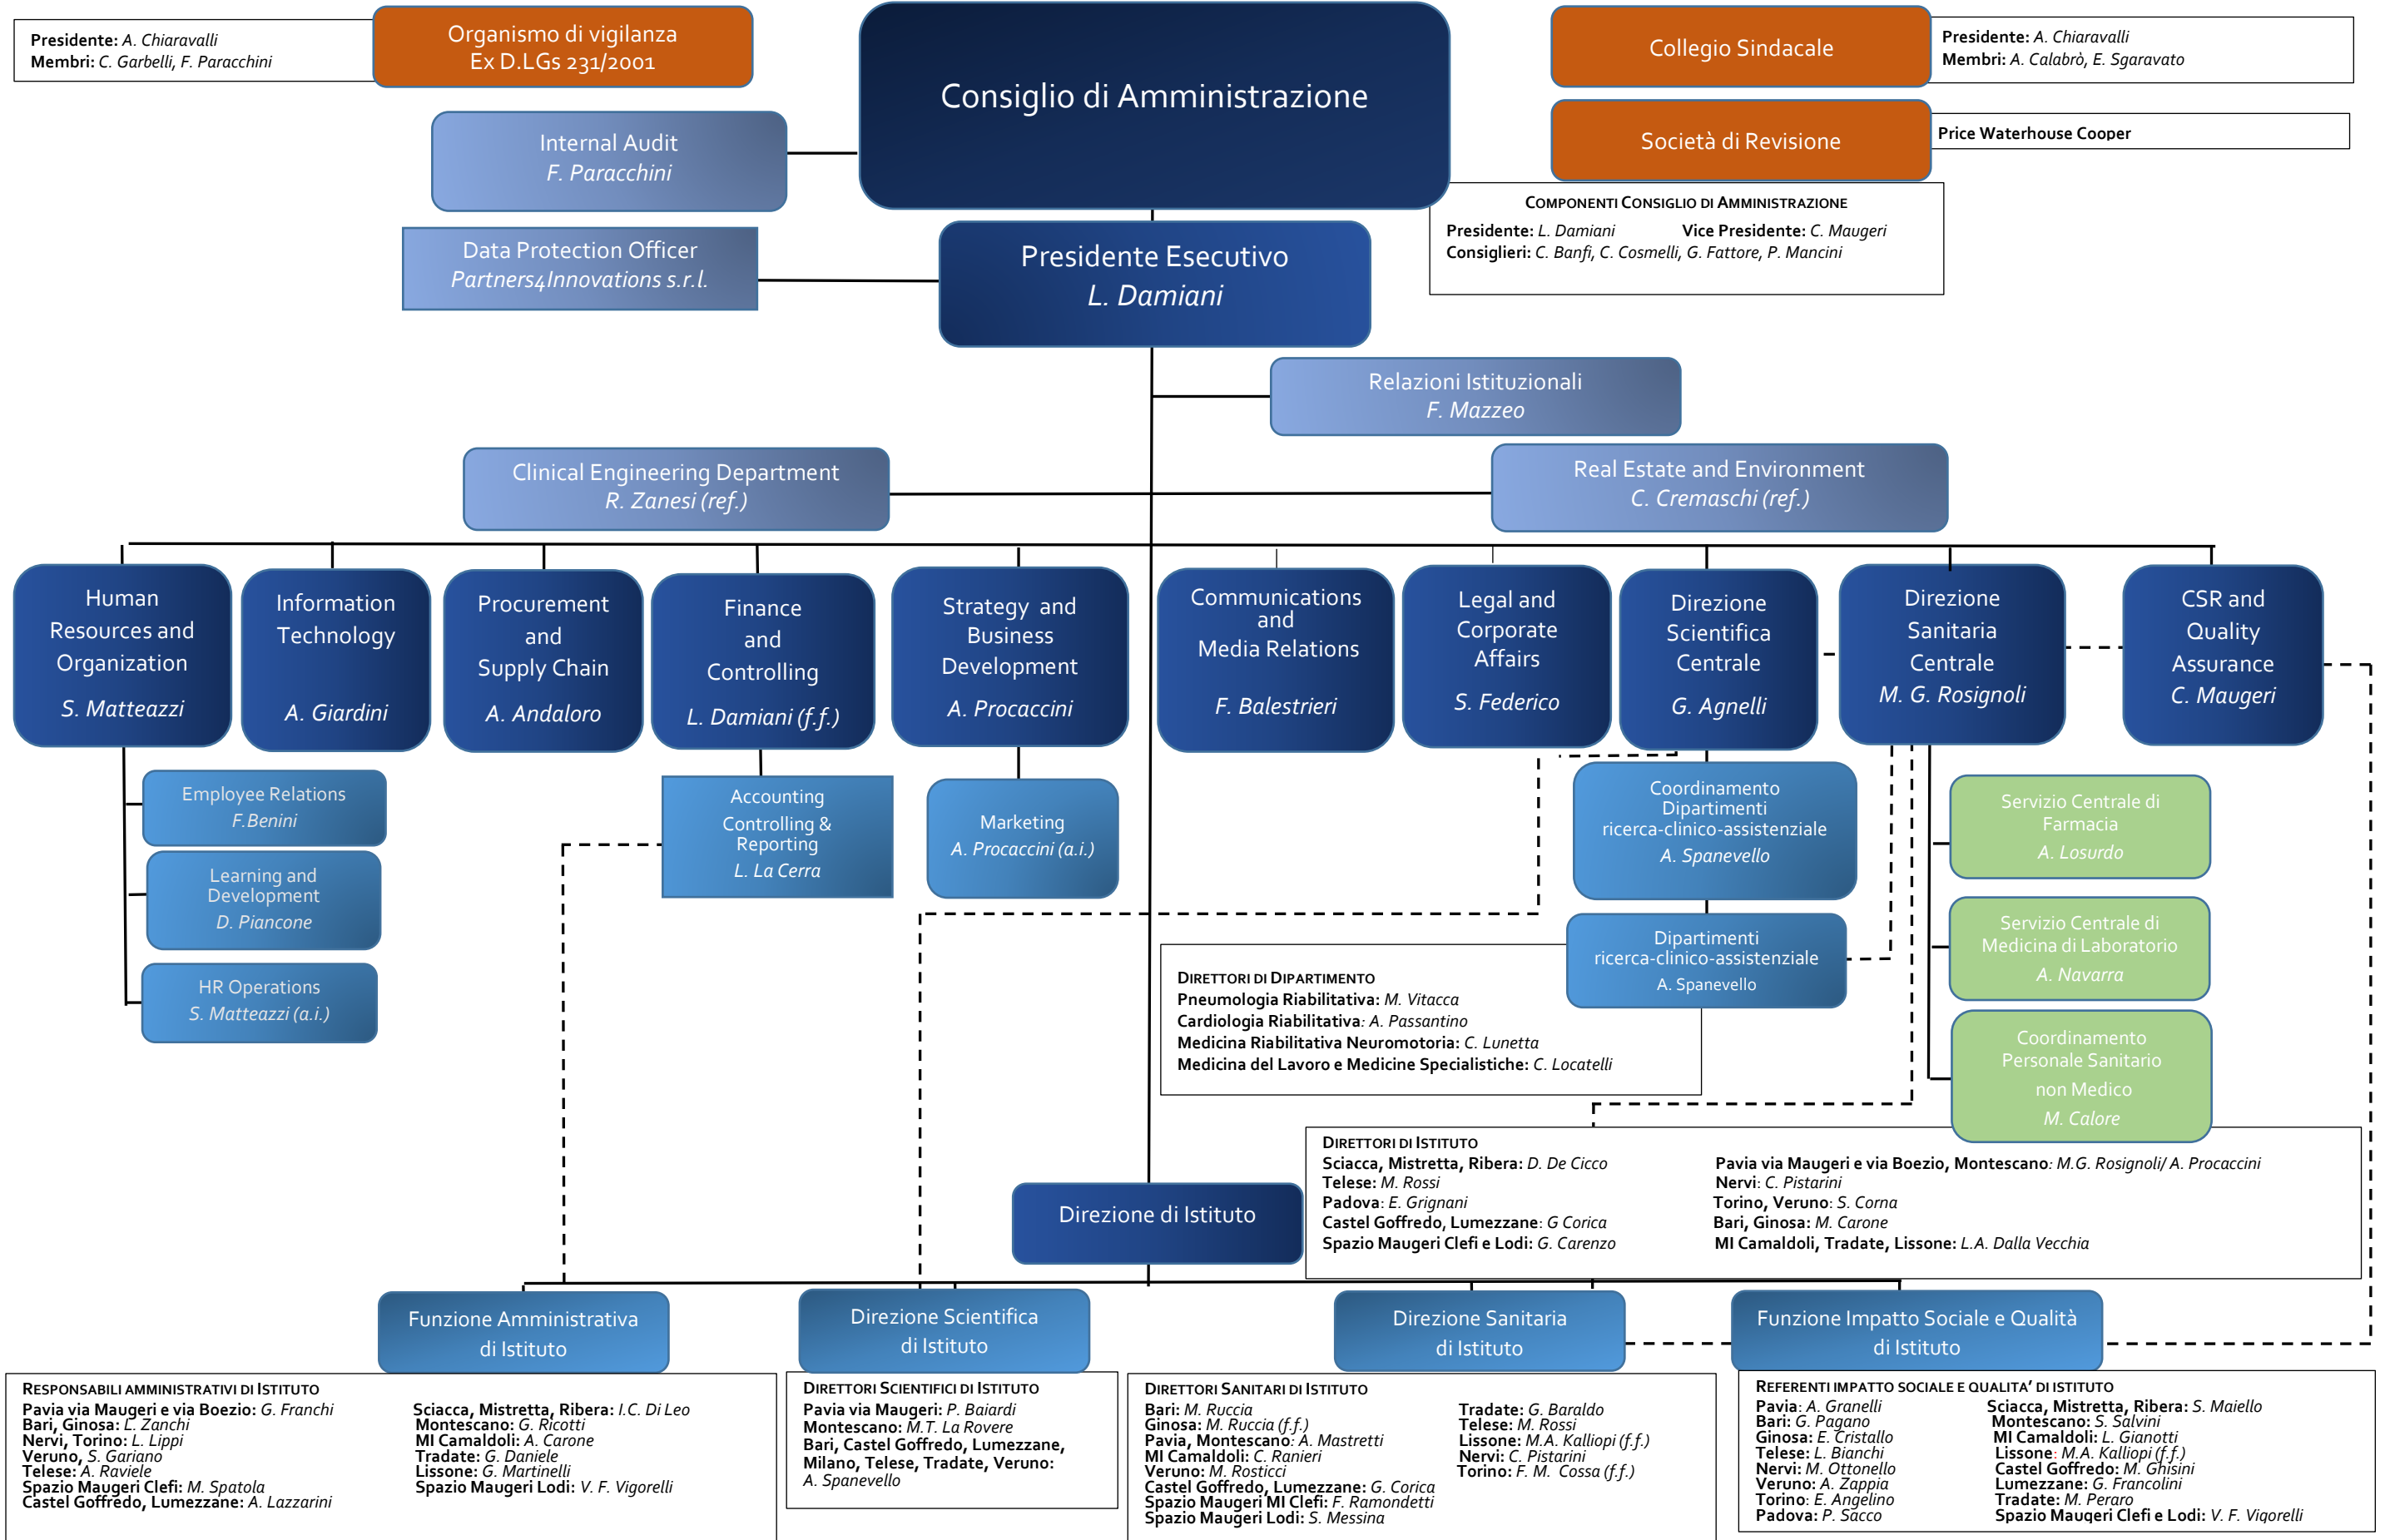 Presidente: A. Chiaravalli
Membri: C. Garbelli, F. Paracchini
Organismo di vigilanza
Ex D.LGs 231/2001
Consiglio di Amministrazione
Collegio Sindacale
Presidente: A. Chiaravalli
Membri: A. Calabrò, E. Sgaravato
Società di Revisione
Price Waterhouse Cooper
Internal Audit
F. Paracchini
COMPONENTI CONSIGLIO DI AMMINISTRAZIONE
Presidente: L. Damiani Vice Presidente: C. Maugeri
Consiglieri: C. Banfi, C. Cosmelli, G. Fattore, P. Mancini
Data Protection Officer
Partners4Innovations s.r.l.
Presidente Esecutivo
L. Damiani
Relazioni Istituzionali
F. Mazzeo
Clinical Engineering Department
R. Zanesi (ref.)
Real Estate and Environment
C. Cremaschi (ref.)
Human
Resources and
Organization
S. Matteazzi
Information
Technology
A. Giardini
Procurement
and
Supply Chain
A. Andaloro
Finance
and
Controlling
L. Damiani (f.f.)
Strategy and
Business
Development
A. Procaccini
Communications
and
Media Relations
F. Balestrieri
Legal and
Corporate
Affairs
S. Federico
Direzione
Scientifica
Centrale
G. Agnelli
Direzione
Sanitaria
Centrale
M. G. Rosignoli
CSR and
Quality
Assurance
C. Maugeri
Employee Relations
F.Benini
Learning and
Development
D. Piancone
HR Operations
S. Matteazzi (a.i.)
Accounting
Controlling &
Reporting
L. La Cerra
Marketing
A. Procaccini (a.i.)
Coordinamento
Dipartimenti
ricerca-clinico-assistenziale
A. Spanevello
Dipartimenti
ricerca-clinico-assistenziale
A. Spanevello
Servizio Centrale di
Farmacia
A. Losurdo
Servizio Centrale di
Medicina di Laboratorio
A. Navarra
Coordinamento
Personale Sanitario
non Medico
M. Calore
DIRETTORI DI DIPARTIMENTO
Pneumologia Riabilitativa: M. Vitacca
Cardiologia Riabilitativa: A. Passantino
Medicina Riabilitativa Neuromotoria: C. Lunetta
Medicina del Lavoro e Medicine Specialistiche: C. Locatelli
Direzione di Istituto
DIRETTORI DI ISTITUTO
Sciacca, Mistretta, Ribera: D. De Cicco
Telese: M. Rossi
Padova: E. Grignani
Castel Goffredo, Lumezzane: G Corica
Spazio Maugeri Clefi e Lodi: G. Carenzo
Pavia via Maugeri e via Boezio, Montescano: M.G. Rosignoli/ A. Procaccini
Nervi: C. Pistarini
Torino, Veruno: S. Corna
Bari, Ginosa: M. Carone
MI Camaldoli, Tradate, Lissone: L.A. Dalla Vecchia
Funzione Amministrativa
di Istituto
Direzione Scientifica
di Istituto
Direzione Sanitaria
di Istituto
Funzione Impatto Sociale e Qualità
di Istituto
RESPONSABILI AMMINISTRATIVI DI ISTITUTO
Pavia via Maugeri e via Boezio: G. Franchi
Bari, Ginosa: L. Zanchi
Nervi, Torino: L. Lippi
Veruno, S. Gariano
Telese: A. Raviele
Spazio Maugeri Clefi: M. Spatola
Castel Goffredo, Lumezzane: A. Lazzarini
Sciacca, Mistretta, Ribera: I.C. Di Leo
Montescano: G. Ricotti
MI Camaldoli: A. Carone
Tradate: G. Daniele
Lissone: G. Martinelli
Spazio Maugeri Lodi: V. F. Vigorelli
DIRETTORI SCIENTIFICI DI ISTITUTO
Pavia via Maugeri: P. Baiardi
Montescano: M.T. La Rovere
Bari, Castel Goffredo, Lumezzane,
Milano, Telese, Tradate, Veruno:
A. Spanevello
DIRETTORI SANITARI DI ISTITUTO
Bari: M. Ruccia
Ginosa: M. Ruccia (f.f.)
Pavia, Montescano: A. Mastretti
MI Camaldoli: C. Ranieri
Veruno: M. Rosticci
Castel Goffredo, Lumezzane: G. Corica
Spazio Maugeri MI Clefi: F. Ramondetti
Spazio Maugeri Lodi: S. Messina
Tradate: G. Baraldo
Telese: M. Rossi
Lissone: M.A. Kalliopi (f.f.)
Nervi: C. Pistarini
Torino: F. M. Cossa (f.f.)
REFERENTI IMPATTO SOCIALE E QUALITA' DI ISTITUTO
Pavia: A. Granelli
Bari: G. Pagano
Ginosa: E. Cristallo
Telese: L. Bianchi
Nervi: M. Ottonello
Veruno: A. Zappia
Torino: E. Angelino
Padova: P. Sacco
Sciacca, Mistretta, Ribera: S. Maiello
Montescano: S. Salvini
MI Camaldoli: L. Gianotti
Lissone: M.A. Kalliopi (f.f.)
Castel Goffredo: M. Ghisini
Lumezzane: G. Francolini
Tradate: M. Peraro
Spazio Maugeri Clefi e Lodi: V. F. Vigorelli